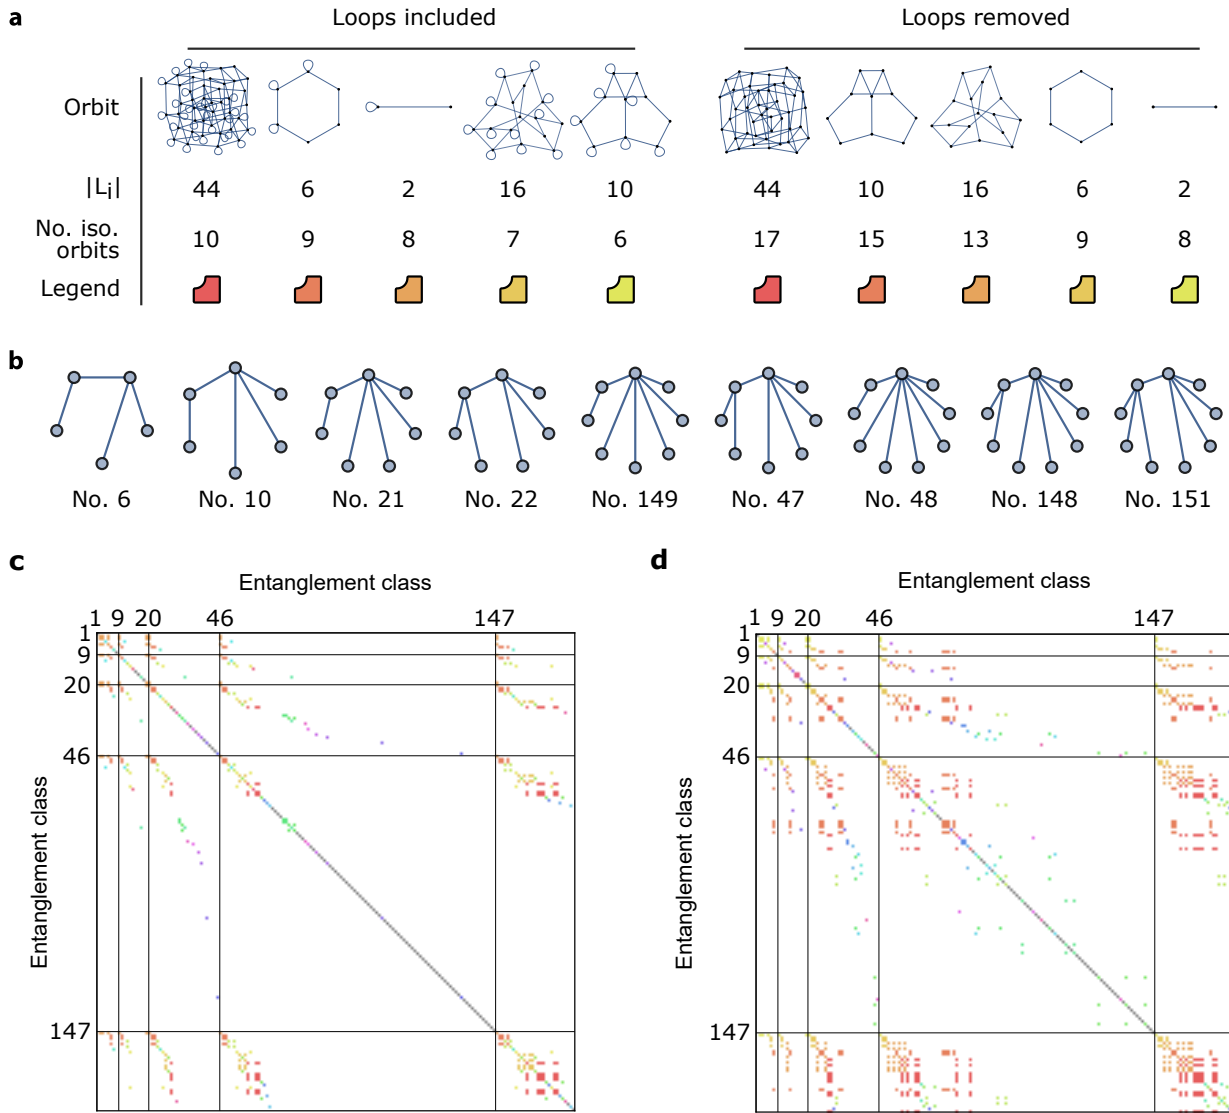 a
Loops included
Loops removed
Orbit
|Li| 44 6 2 16 10 44 10 16 6 2
No. iso. orbits 10 9 8 7 6 17 15 13 9 8
Legend
b
No. 6 No. 10 No. 21 No. 22 No. 149 No. 47 No. 48 No. 148 No. 151
c
Entanglement class
1 9 20 46 147
1
9
20
46
147
Entanglement class
d
Entanglement class
1 9 20 46 147
1
9
20
46
147
Entanglement class